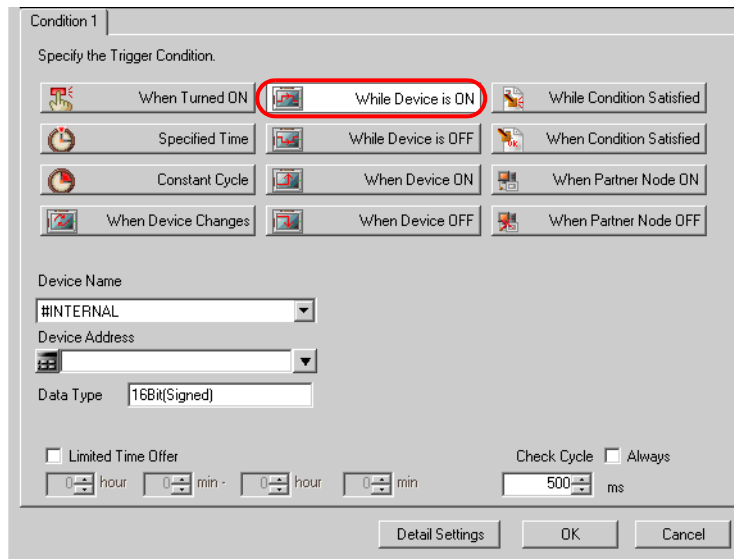 Condition 1
Specify the Trigger Condition.
When Turned ON
While Device is ON
While Condition Satisfied
Specified Time
While Device is OFF
When Condition Satisfied
Constant Cycle
When Device ON
When Partner Node ON
When Device Changes
When Device OFF
When Partner Node OFF
Device Name
#INTERNAL
Device Address
Data Type 16Bit(Signed)
Limited Time Offer
Check Cycle Always
0 hour 0 min - 0 hour 0 min
500 ms
Detail Settings OK Cancel